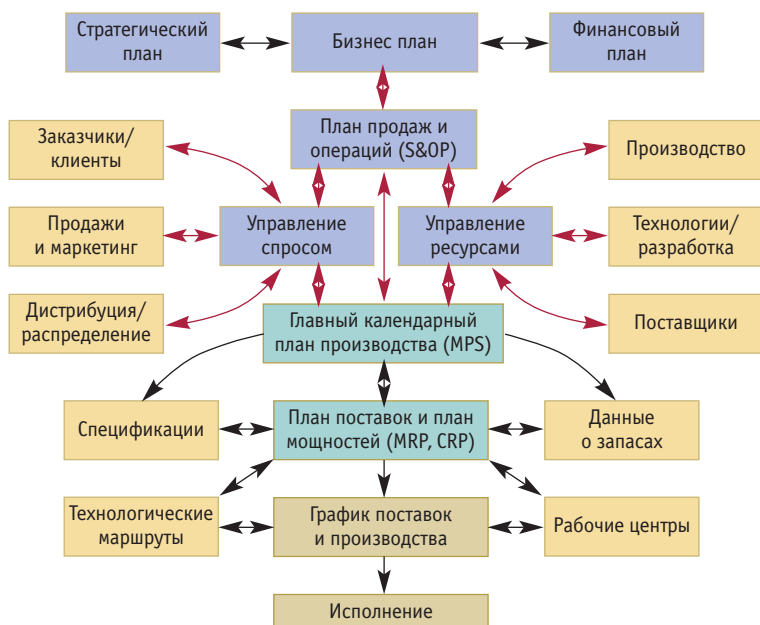 Стратегический
план
Бизнес план
Финансовый
план
План продаж и
операций (S&OP)
Заказчики/
клиенты
Производство
Продажи
и маркетинг
Управление
спросом
Управление
ресурсами
Технологии/
разработка
Дистрибуция/
распределение
Главный календарный
план производства (MPS)
Поставщики
Спецификации
План поставок и план
мощностей (MRP, CRP)
Данные
о запасах
Технологические
маршруты
График поставок
и производства
Рабочие центры
Исполнение